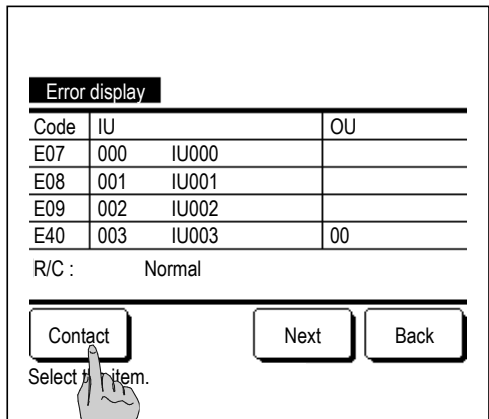 Error display
Code IU OU
E07 000 IU000
E08 001 IU001
E09 002 IU002
E40 003 IU003 00
R/C : Normal
Contact Next Back
Select item.